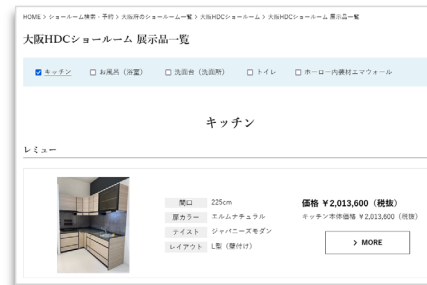 HOME > ショールーム検索・予約 > 大阪府のショールーム一覧 > 大阪HDCショールーム > 大阪HDCショールーム 展示品一覧
大阪HDCショールーム 展示品一覧
キッチン お風呂（浴室） 洗面台（洗面所） トイレ ホーロー内装材エマウォール
キッチン
レミュー
間口 225cm
扉カラー エルムナチュラル
テイスト ジャパニーズモダン
レイアウト L型（壁付け）
価格 ¥2,013,600（税抜）
キッチン本体価格 ¥2,013,600（税抜）
> MORE